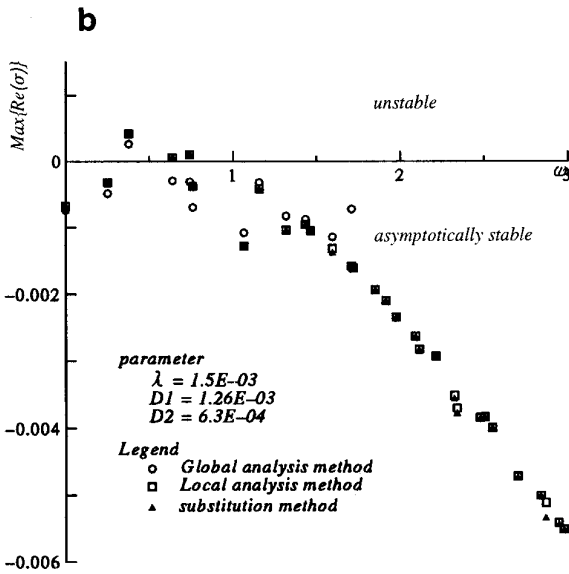 b
Max{Re(σ)}
unstable
0
1
2
3
ω
asymptotically stable
−0.002
parameter
λ = 1.5E–03
D1 = 1.26E–03
D2 = 6.3E–04
−0.004
Legend
Global analysis method
Local analysis method
substitution method
−0.006